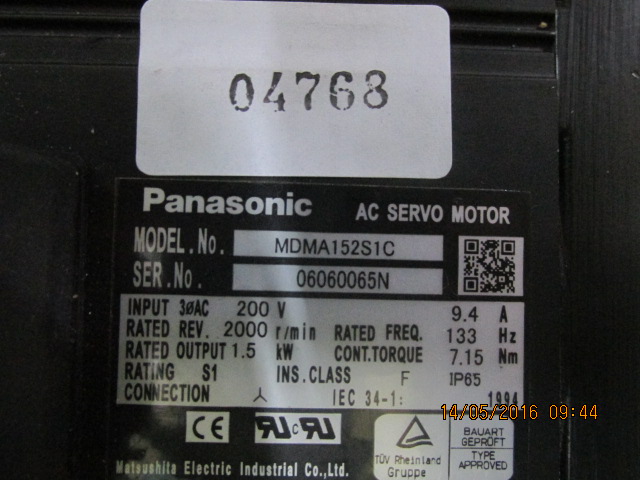 04768
Panasonic AC SERVO MOTOR
MODEL.No. MDMA152S1C
SER.No. 06060065N
INPUT 3øAC 200 V 9.4 A
RATED REV. 2000 r/min RATED FREQ. 133 Hz
RATED OUTPUT 1.5 kW CONT.TORQUE 7.15 Nm
RATING S1 INS.CLASS F IP65
CONNECTION IEC 34-1: 1994
14/05/2016 09:44
CE
TÜV Rheinland
Gruppe
BAUART
GEPRÜFT
TYPE
APPROVED
Matsushita Electric Industrial Co.,Ltd.